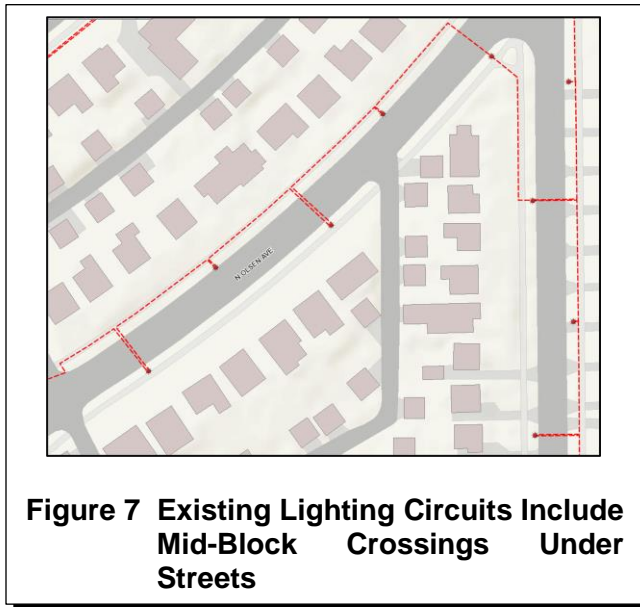 N OLSEN AVE
Figure 7 Existing Lighting Circuits Include
Mid-Block Crossings Under
Streets